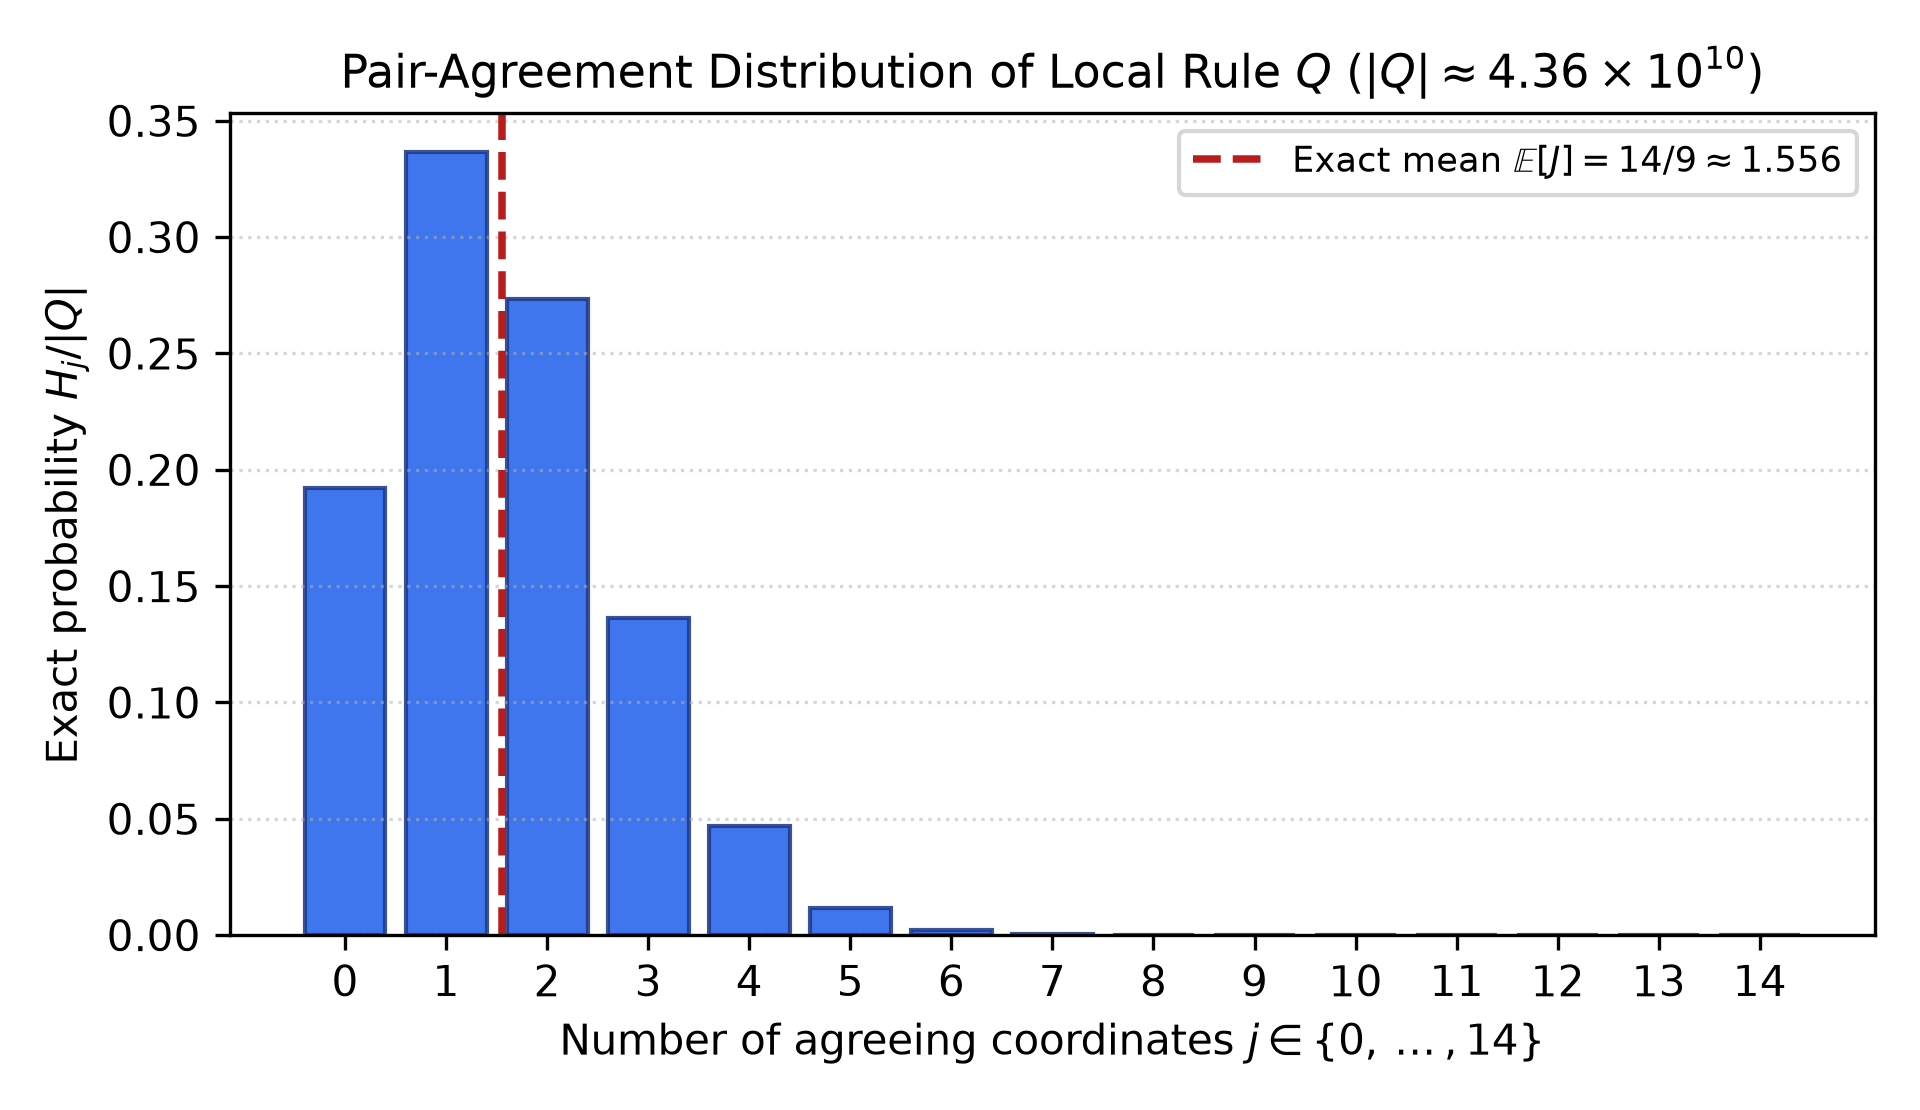 Pair-Agreement Distribution of Local Rule Q (|Q| ≈ 4.36 × 10¹⁰)
Exact mean 𝔼[J] = 14/9 ≈ 1.556
Exact probability Hⱼ/|Q|
0.35
0.30
0.25
0.20
0.15
0.10
0.05
0.00
0 1 2 3 4 5 6 7 8 9 10 11 12 13 14
Number of agreeing coordinates j ∈ {0, … , 14}